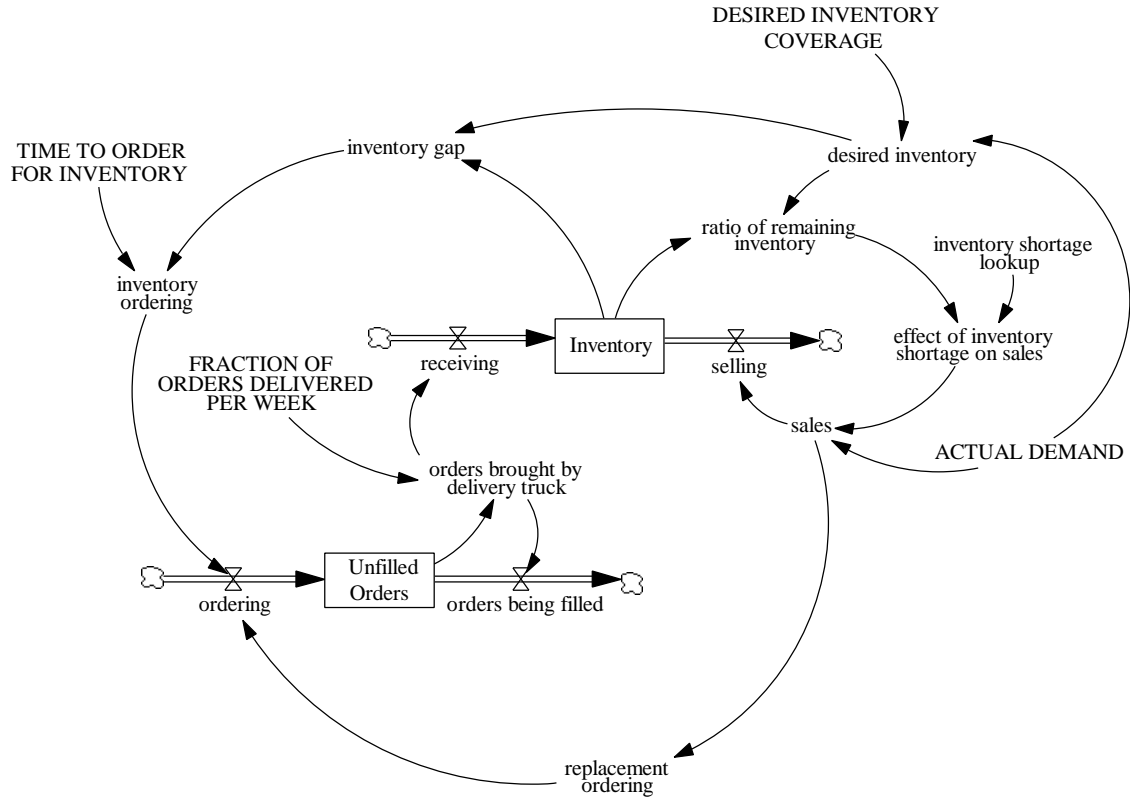 DESIRED INVENTORY
COVERAGE
TIME TO ORDER
FOR INVENTORY
inventory gap
desired inventory
ratio of remaining
inventory
inventory shortage
lookup
inventory
ordering
receiving
Inventory
selling
effect of inventory
shortage on sales
FRACTION OF
ORDERS DELIVERED
PER WEEK
sales
ACTUAL DEMAND
orders brought by
delivery truck
ordering
Unfilled
Orders
orders being filled
replacement
ordering